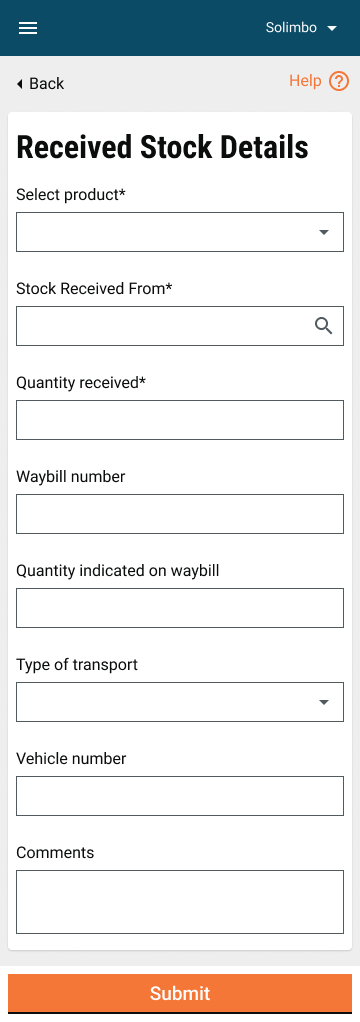 Solimbo
Back
Help
Received Stock Details
Select product*
Stock Received From*
Quantity received*
Waybill number
Quantity indicated on waybill
Type of transport
Vehicle number
Comments
Submit